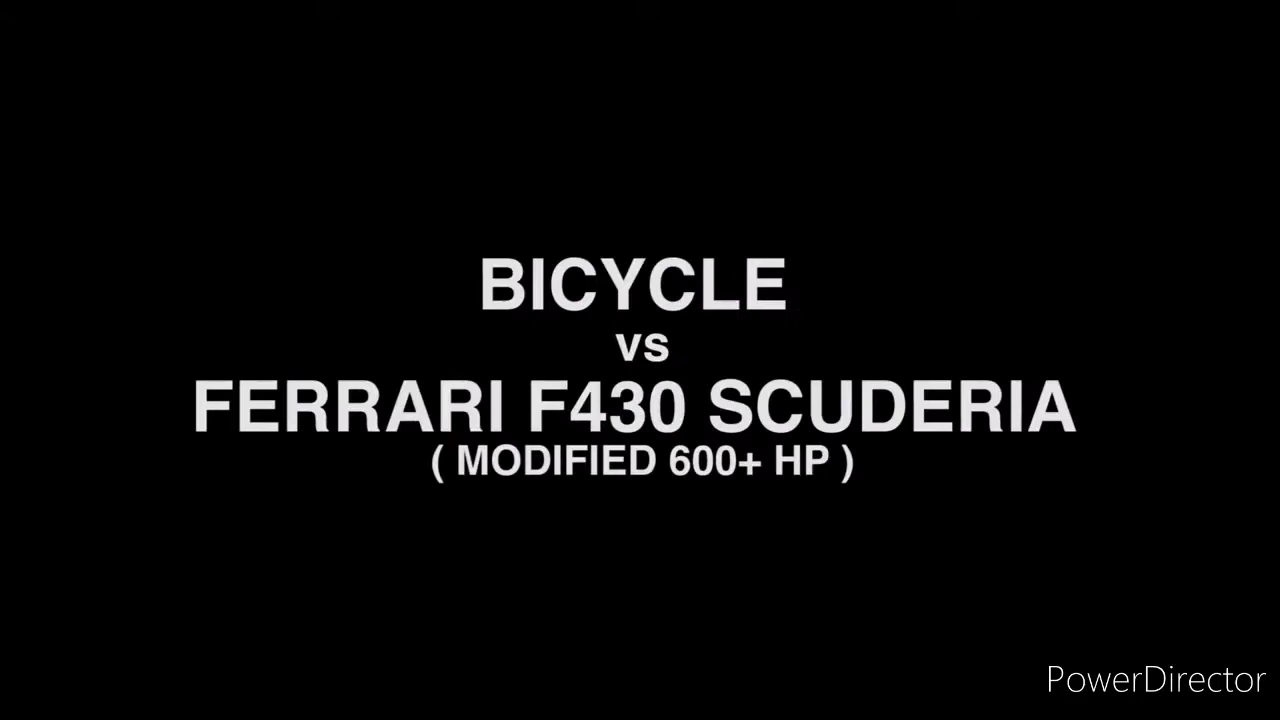 BICYCLE
vs
FERRARI F430 SCUDERIA
( MODIFIED 600+ HP )
PowerDirector